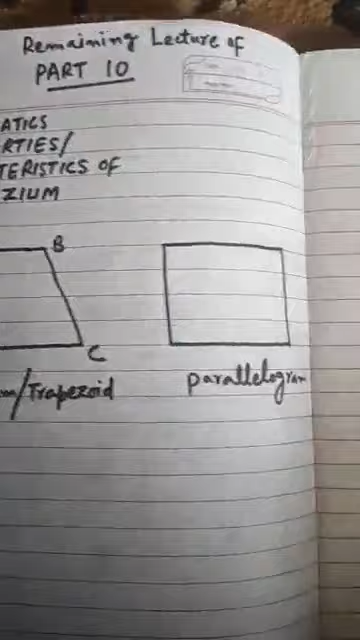 Remaining Lecture of
PART 10
ATICS
RTIES/
TERISTICS OF
ZIUM
B
C
m/Trapezoid
parallelogram